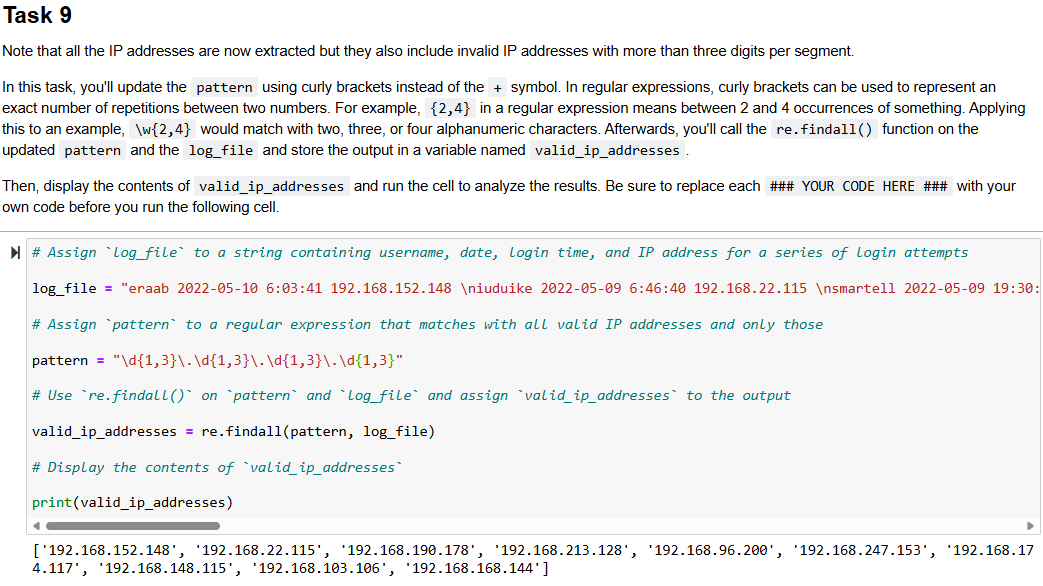 Task 9
Note that all the IP addresses are now extracted but they also include invalid IP addresses with more than three digits per segment.
In this task, you'll update the pattern using curly brackets instead of the + symbol. In regular expressions, curly brackets can be used to represent an
exact number of repetitions between two numbers. For example, {2,4} in a regular expression means between 2 and 4 occurrences of something. Applying
this to an example, \w{2,4} would match with two, three, or four alphanumeric characters. Afterwards, you'll call the re.findall() function on the
updated pattern and the log_file and store the output in a variable named valid_ip_addresses .
Then, display the contents of valid_ip_addresses and run the cell to analyze the results. Be sure to replace each ### YOUR CODE HERE ### with your
own code before you run the following cell.
# Assign `log_file` to a string containing username, date, login time, and IP address for a series of login attempts
log_file = "eraab 2022-05-10 6:03:41 192.168.152.148 \niuduike 2022-05-09 6:46:40 192.168.22.115 \nsmartell 2022-05-09 19:30:
# Assign `pattern` to a regular expression that matches with all valid IP addresses and only those
pattern = "\d{1,3}\.\d{1,3}\.\d{1,3}\.\d{1,3}"
# Use `re.findall()` on `pattern` and `log_file` and assign `valid_ip_addresses` to the output
valid_ip_addresses = re.findall(pattern, log_file)
# Display the contents of `valid_ip_addresses`
print(valid_ip_addresses)
['192.168.152.148', '192.168.22.115', '192.168.190.178', '192.168.213.128', '192.168.96.200', '192.168.247.153', '192.168.17
4.117', '192.168.148.115', '192.168.103.106', '192.168.168.144']